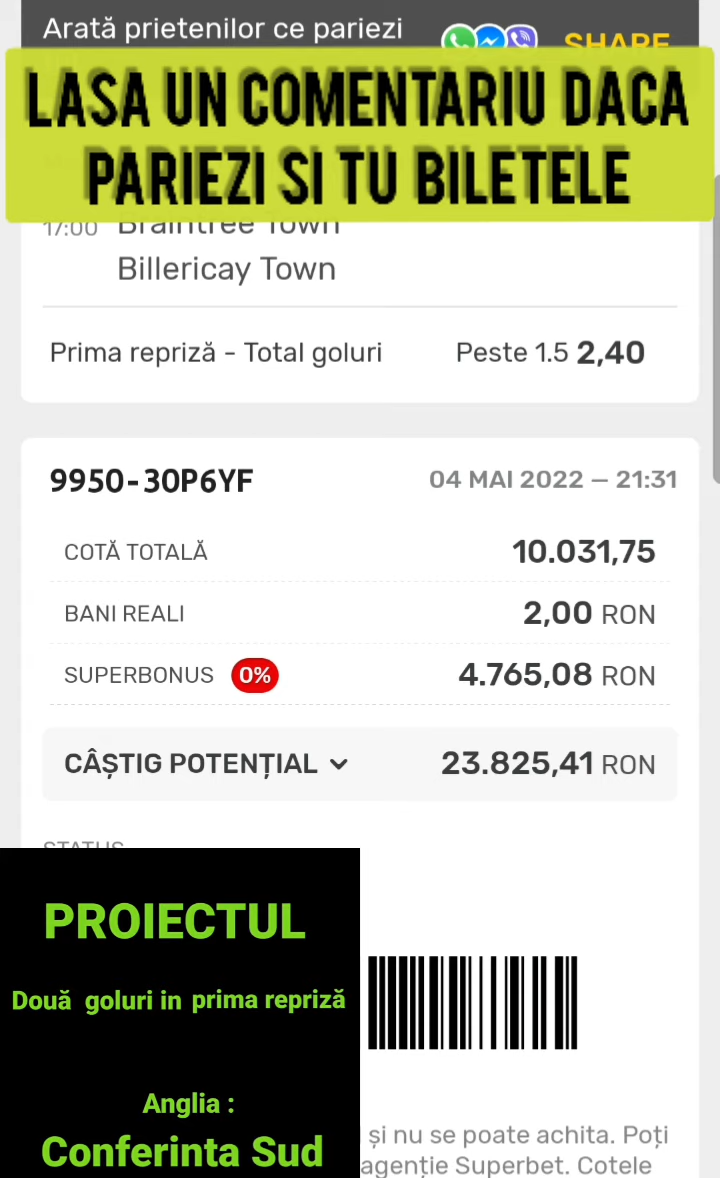 Arată prietenilor ce pariezi
SHARE
LASA UN COMENTARIU DACA
PARIEZI SI TU BILETELE
17:00 Braintree Town
Billericay Town
Prima repriză - Total goluri Peste 1.5 2,40
9950-30P6YF 04 MAI 2022 — 21:31
COTĂ TOTALĂ 10.031,75
BANI REALI 2,00 RON
SUPERBONUS 0% 4.765,08 RON
CÂȘTIG POTENȚIAL 23.825,41 RON
STATUS
PROIECTUL
Două goluri in prima repriză
Anglia :
Conferinta Sud
și nu se poate achita. Poți
agenție Superbet. Cotele